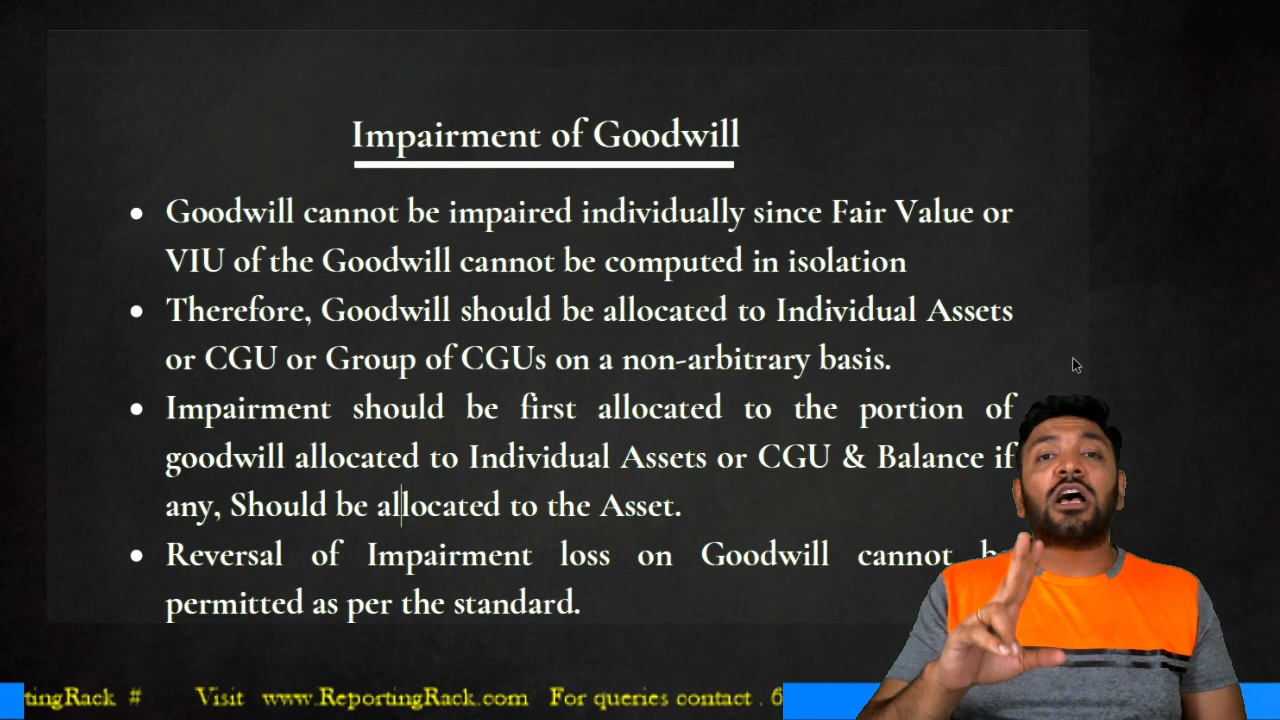 Impairment of Goodwill
• Goodwill cannot be impaired individually since Fair Value or
VIU of the Goodwill cannot be computed in isolation
• Therefore, Goodwill should be allocated to Individual Assets
or CGU or Group of CGUs on a non-arbitrary basis.
• Impairment should be first allocated to the portion of
goodwill allocated to Individual Assets or CGU & Balance if
any, Should be allocated to the Asset.
• Reversal of Impairment loss on Goodwill cannot
permitted as per the standard.
tingRack # Visit www.ReportingRack.com For queries contact . 6